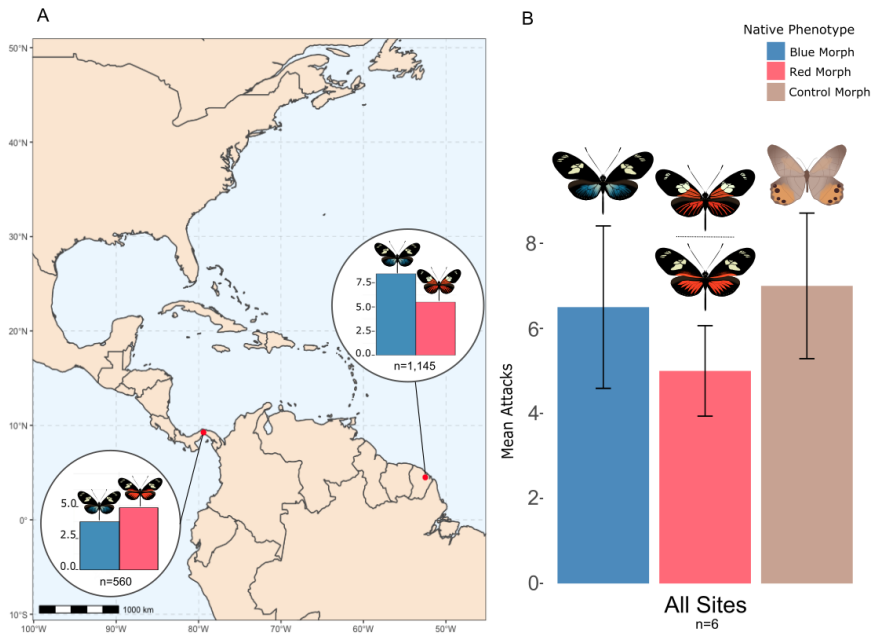 A
50°N
40°N
30°N
20°N
10°N
0°
10°S
100°W
90°W
80°W
70°W
60°W
50°W
7.5
5.0
2.5
0.0
n=1,145
5.0
2.5
0.0
n=560
1000 km
B
Native Phenotype
Blue Morph
Red Morph
Control Morph
Mean Attacks
8
6
4
2
0
All Sites
n=6